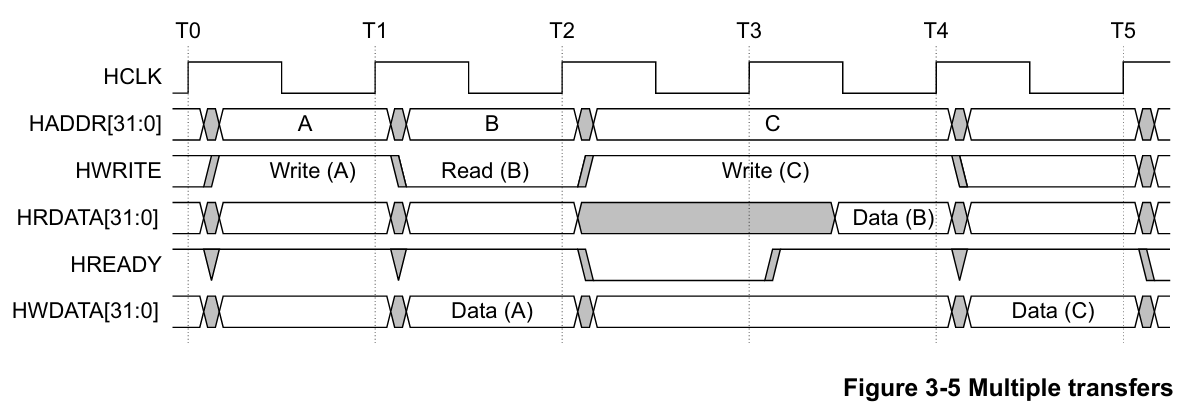 T0 T1 T2 T3 T4 T5
HCLK
HADDR[31:0] A B C
HWRITE Write (A) Read (B) Write (C)
HRDATA[31:0] Data (B)
HREADY
HWDATA[31:0] Data (A) Data (C)
Figure 3-5 Multiple transfers